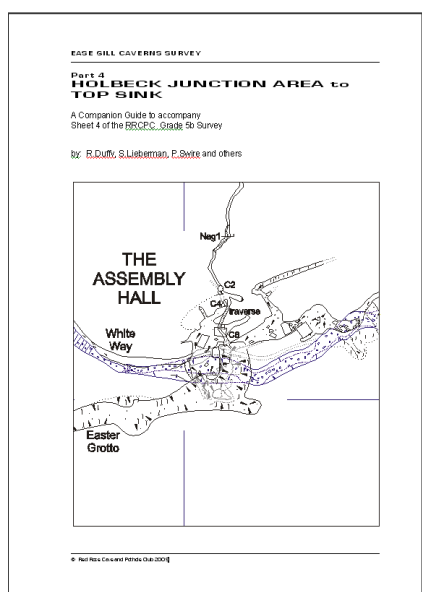 EASE GILL CAVERNS SURVEY
Part 4
HOLBECK JUNCTION AREA to
TOP SINK
A Companion Guide to accompany
Sheet 4 of the RRCPC Grade 5b Survey
by: R.Duffy, S.Lieberman, P.Swire and others
Neg1
THE
ASSEMBLY
HALL
C2
C4
traverse
White
Way
C8
Easter
Grotto
© Red Rose Cave and Pothole Club 2001